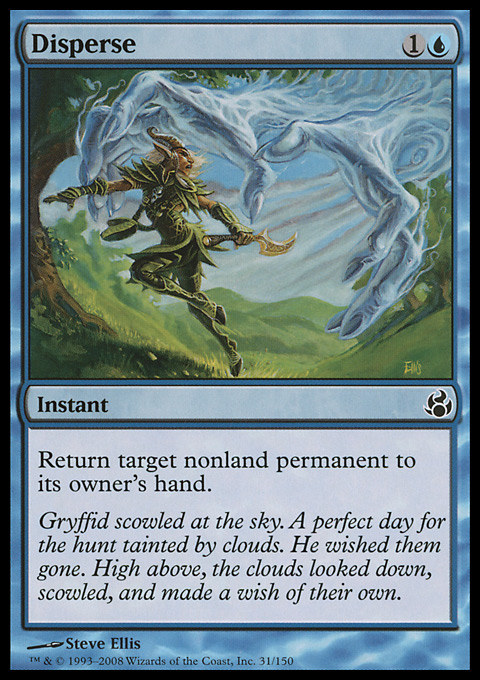 Disperse 1
Ellis
Instant
Return target nonland permanent to
its owner's hand.
Gryffid scowled at the sky. A perfect day for
the hunt tainted by clouds. He wished them
gone. High above, the clouds looked down,
scowled, and made a wish of their own.
Steve Ellis
™ & © 1993–2008 Wizards of the Coast, Inc. 31/150